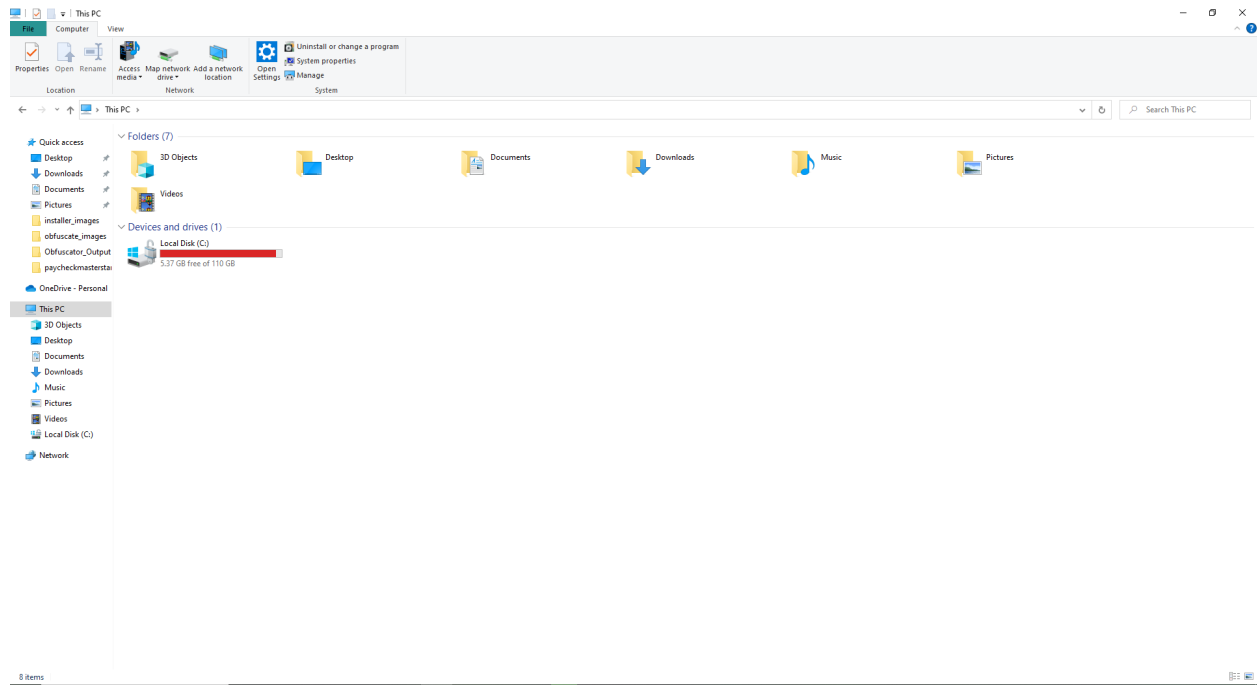 This PC
File Computer View
Properties Open Rename Access media Map network drive Add a network location Open Settings Uninstall or change a program
System properties
Manage
Location Network System
This PC
Search This PC
Quick access
Desktop
Downloads
Documents
Pictures
installer_images
obfuscate_images
Obfuscator_Output
paycheckmastersta
OneDrive - Personal
This PC
3D Objects
Desktop
Documents
Downloads
Music
Pictures
Videos
Local Disk (C:)
Network
Folders (7)
3D Objects Desktop Documents Downloads Music Pictures
Videos
Devices and drives (1)
Local Disk (C:)
5.37 GB free of 110 GB
8 items